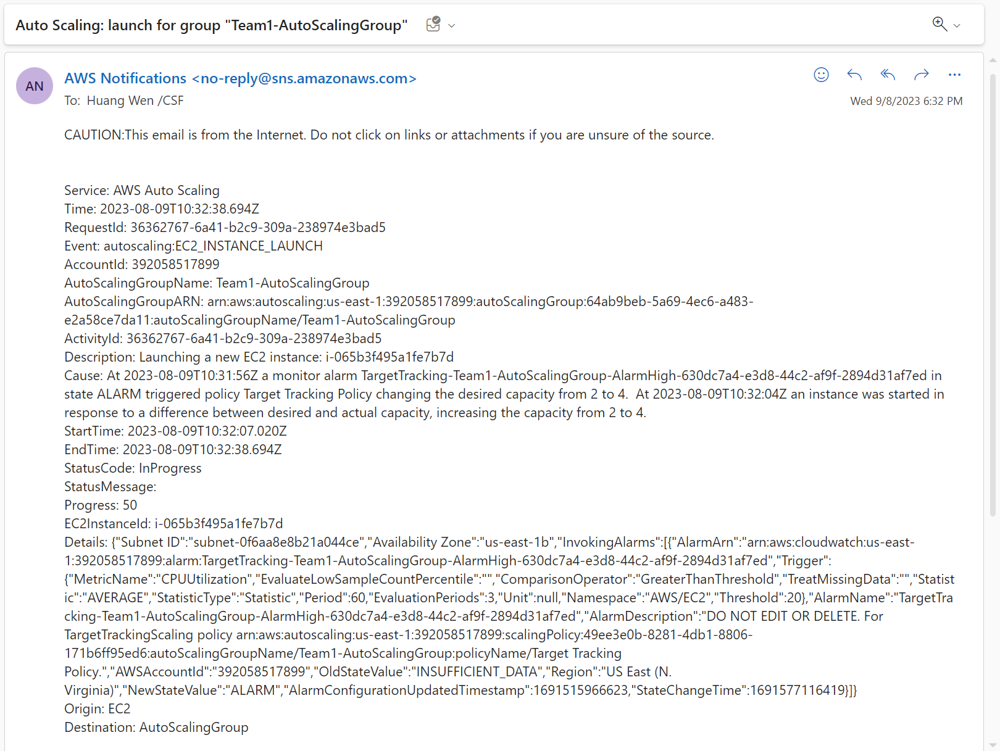 Auto Scaling: launch for group "Team1-AutoScalingGroup"
AN
AWS Notifications <no-reply@sns.amazonaws.com>
To: Huang Wen /CSF
Wed 9/8/2023 6:32 PM
CAUTION:This email is from the Internet. Do not click on links or attachments if you are unsure of the source.
Service: AWS Auto Scaling
Time: 2023-08-09T10:32:38.694Z
RequestId: 36362767-6a41-b2c9-309a-238974e3bad5
Event: autoscaling:EC2_INSTANCE_LAUNCH
AccountId: 392058517899
AutoScalingGroupName: Team1-AutoScalingGroup
AutoScalingGroupARN: arn:aws:autoscaling:us-east-1:392058517899:autoScalingGroup:64ab9beb-5a69-4ec6-a483-
e2a58ce7da11:autoScalingGroupName/Team1-AutoScalingGroup
ActivityId: 36362767-6a41-b2c9-309a-238974e3bad5
Description: Launching a new EC2 instance: i-065b3f495a1fe7b7d
Cause: At 2023-08-09T10:31:56Z a monitor alarm TargetTracking-Team1-AutoScalingGroup-AlarmHigh-630dc7a4-e3d8-44c2-af9f-2894d31af7ed in
state ALARM triggered policy Target Tracking Policy changing the desired capacity from 2 to 4.  At 2023-08-09T10:32:04Z an instance was started in
response to a difference between desired and actual capacity, increasing the capacity from 2 to 4.
StartTime: 2023-08-09T10:32:07.020Z
EndTime: 2023-08-09T10:32:38.694Z
StatusCode: InProgress
StatusMessage:
Progress: 50
EC2InstanceId: i-065b3f495a1fe7b7d
Details: {"Subnet ID":"subnet-0f6aa8e8b21a044ce","Availability Zone":"us-east-1b","InvokingAlarms":[{"AlarmArn":"arn:aws:cloudwatch:us-east-
1:392058517899:alarm:TargetTracking-Team1-AutoScalingGroup-AlarmHigh-630dc7a4-e3d8-44c2-af9f-2894d31af7ed","Trigger":
{"MetricName":"CPUUtilization","EvaluateLowSampleCountPercentile":"","ComparisonOperator":"GreaterThanThreshold","TreatMissingData":"","Statist
ic":"AVERAGE","StatisticType":"Statistic","Period":60,"EvaluationPeriods":3,"Unit":null,"Namespace":"AWS/EC2","Threshold":20},"AlarmName":"TargetTra
cking-Team1-AutoScalingGroup-AlarmHigh-630dc7a4-e3d8-44c2-af9f-2894d31af7ed","AlarmDescription":"DO NOT EDIT OR DELETE. For
TargetTrackingScaling policy arn:aws:autoscaling:us-east-1:392058517899:scalingPolicy:49ee3e0b-8281-4db1-8806-
171b6ff95ed6:autoScalingGroupName/Team1-AutoScalingGroup:policyName/Target Tracking
Policy.","AWSAccountId":"392058517899","OldStateValue":"INSUFFICIENT_DATA","Region":"US East (N.
Virginia)","NewStateValue":"ALARM","AlarmConfigurationUpdatedTimestamp":1691515966623,"StateChangeTime":1691577116419}]}
Origin: EC2
Destination: AutoScalingGroup